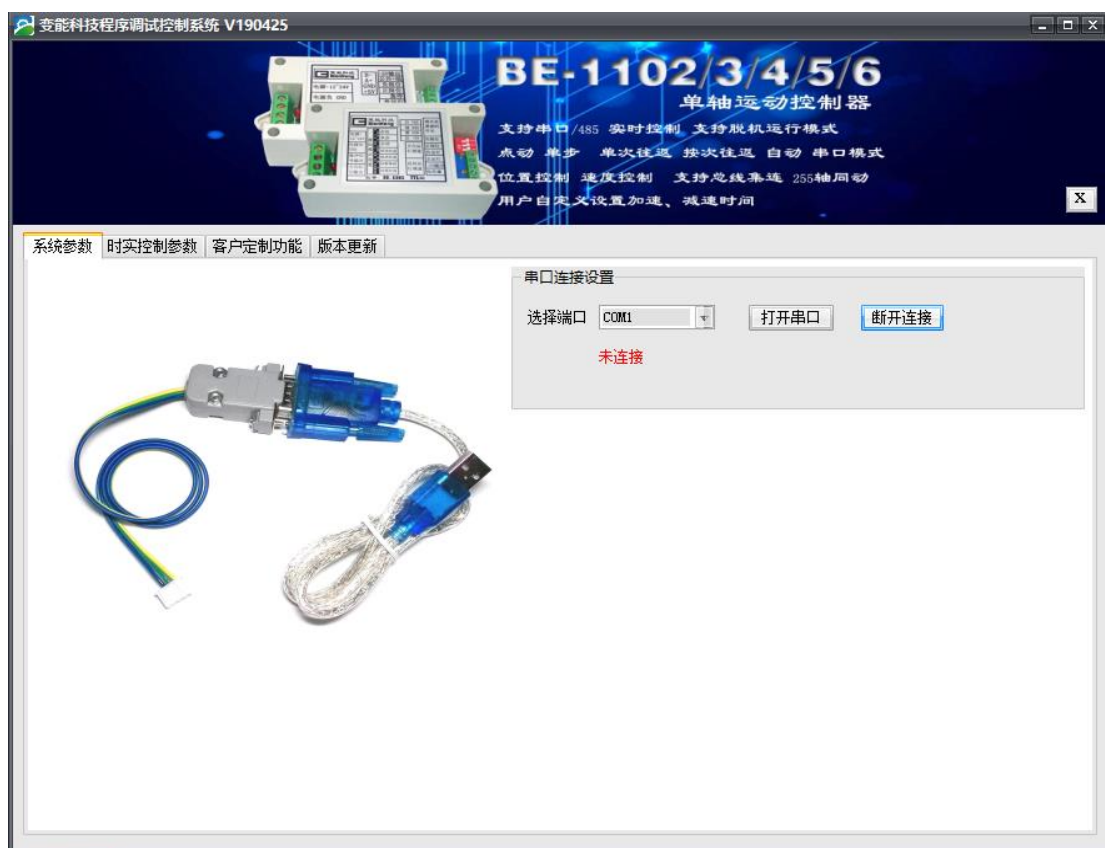 变能科技程序调试控制系统 V190425
BE-1102/3/4/5/6
单轴运动控制器
支持串口/485 实时控制 支持脱机运行模式
点动 单步 单次往返 按次往返 自动 串口模式
位置控制 速度控制 支持总线集连 255轴同动
用户自定义设置加速、减速时间
X
系统参数 时实控制参数 客户定制功能 版本更新
串口连接设置
选择端口 COM1 打开串口 断开连接
未连接